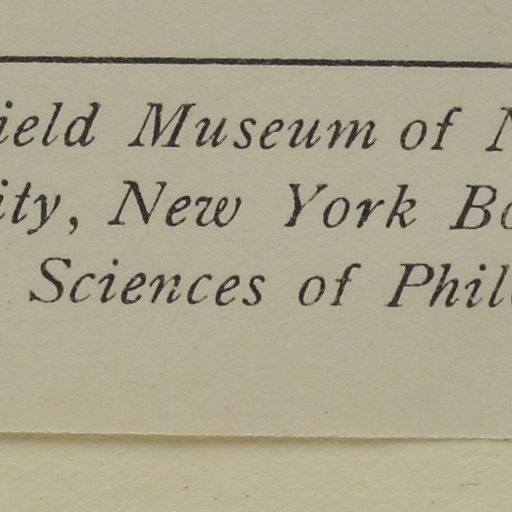 ield Museum of N
ity, New York Bo
Sciences of Phil